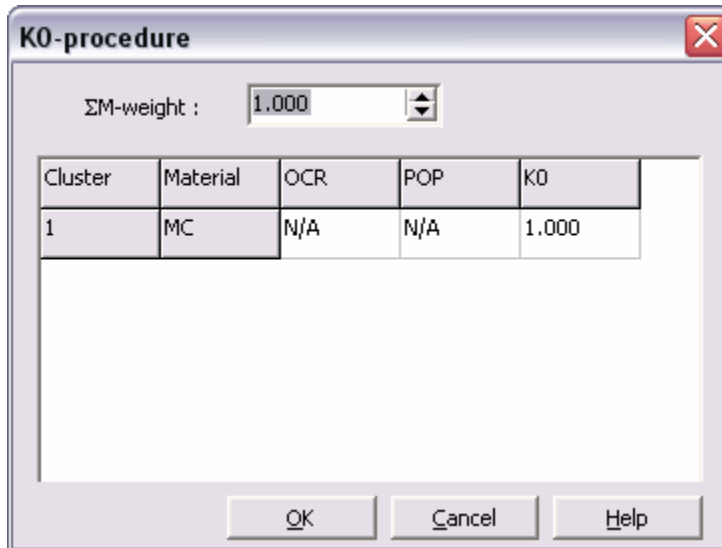 K0-procedure
ΣM-weight : 1.000
Cluster Material OCR POP K0
1 MC N/A N/A 1.000
OK Cancel Help